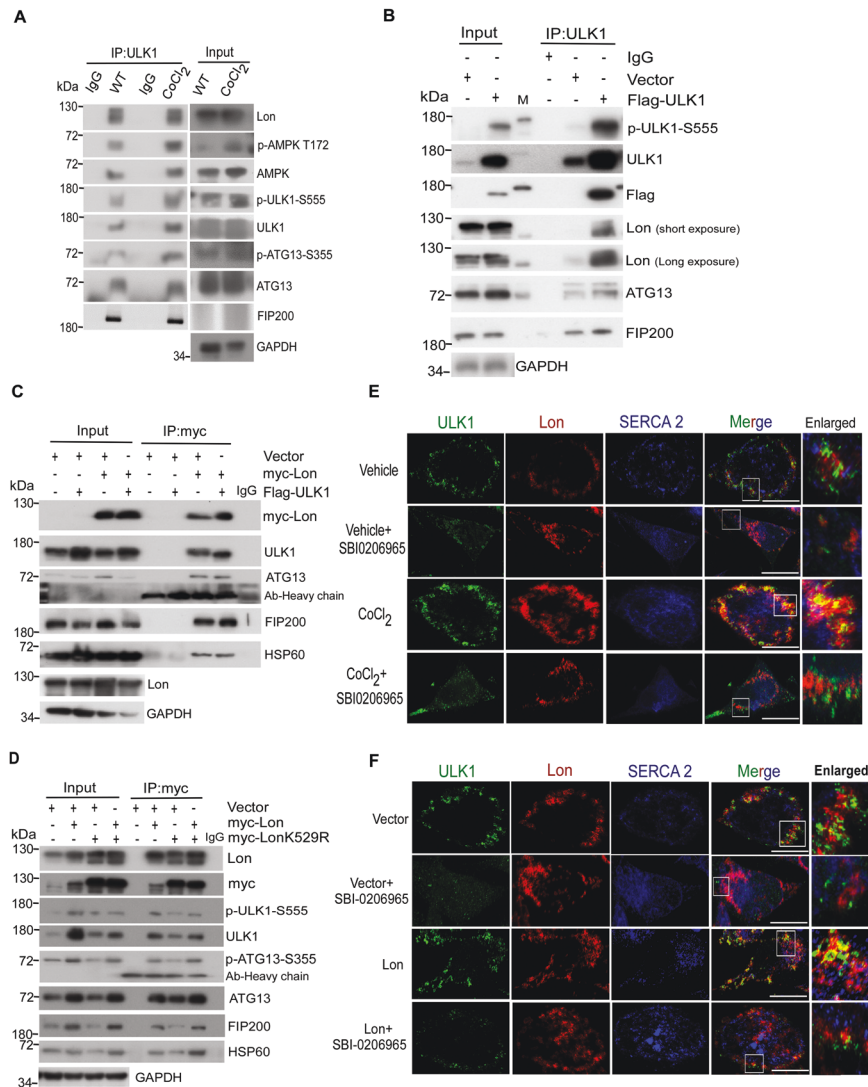 A
IP:ULK1
Input
kDa
IgG
WT
IgG
CoCl2
WT
CoCl2
130
Lon
72
p-AMPK T172
72
AMPK
180
p-ULK1-S555
180
ULK1
72
p-ATG13-S355
72
ATG13
FIP200
180
GAPDH
34
B
Input
IP:ULK1
- - + - - IgG
+ - - + - Vector
kDa - + M - - + Flag-ULK1
180
p-ULK1-S555
180
ULK1
180
Flag
130
Lon (short exposure)
130
Lon (Long exposure)
72
ATG13
FIP200
180
34
GAPDH
C
Input
IP:myc
+ + + - + + + - Vector
- - + + - - + + myc-Lon
kDa - + - + - + - + IgG Flag-ULK1
130
myc-Lon
180
ULK1
72
ATG13
Ab-Heavy chain
FIP200
180
72
HSP60
130
Lon
34
GAPDH
D
Input
IP:myc
+ + + - + + + - Vector
- + - + - + - + myc-Lon
kDa - - + + - - + + IgG myc-LonK529R
130
Lon
130
myc
p-ULK1-S555
180
ULK1
72
p-ATG13-S355
Ab-Heavy chain
72
ATG13
FIP200
180
72
HSP60
34
GAPDH
E
ULK1
Lon
SERCA 2
Merge
Enlarged
Vehicle
Vehicle+
SBI0206965
CoCl2
CoCl2+
SBI0206965
F
ULK1
Lon
SERCA 2
Merge
Enlarged
Vector
Vector+
SBI-0206965
Lon
Lon+
SBI-0206965